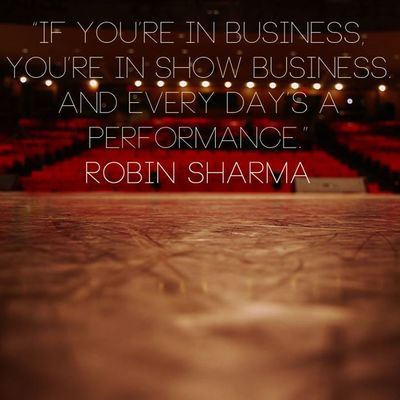 “IF YOU'RE IN BUSINESS,
YOU'RE IN SHOW BUSINESS.
AND EVERY DAY'S A
PERFORMANCE.”
ROBIN SHARMA